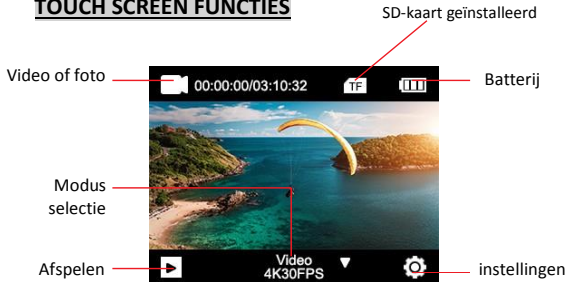 TOUCH SCREEN FUNCTIES
SD-kaart geïnstalleerd
Video of foto
00:00:00/03:10:32
TF
Batterij
Modus
selectie
Afspelen
Video
4K30FPS
instellingen